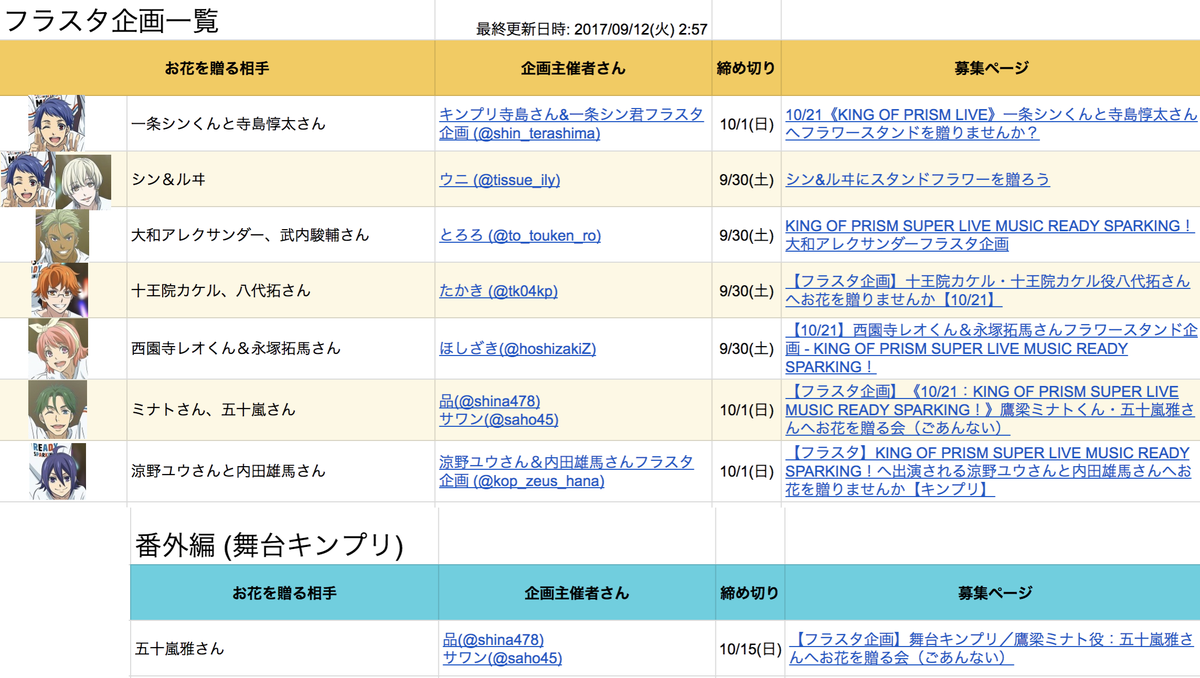 フラスタ企画一覧
最終更新日時: 2017/09/12(火) 2:57
お花を贈る相手
企画主催者さん
締め切り
募集ページ
一条シンくんと寺島惇太さん
キンプリ寺島さん&一条シン君フラスタ
企画 (@shin_terashima)
10/1(日)
10/21《KING OF PRISM LIVE》一条シンくんと寺島惇太さん
へフラワースタンドを贈りませんか？
シン＆ルヰ
ウニ (@tissue_ily)
9/30(土)
シン&ルヰにスタンドフラワーを贈ろう
大和アレクサンダー、武内駿輔さん
とろろ (@to_touken_ro)
9/30(土)
KING OF PRISM SUPER LIVE MUSIC READY SPARKING！
大和アレクサンダーフラスタ企画
十王院カケル、八代拓さん
たかき (@tk04kp)
9/30(土)
【フラスタ企画】十王院カケル・十王院カケル役八代拓さん
へお花を贈りませんか【10/21】
西園寺レオくん＆永塚拓馬さん
ほしざき(@hoshizakiZ)
9/30(土)
【10/21】西園寺レオくん＆永塚拓馬さんフラワースタンド企
画 - KING OF PRISM SUPER LIVE MUSIC READY
SPARKING！
ミナトさん、五十嵐さん
品(@shina478)
サワン(@saho45)
10/1(日)
【フラスタ企画】《10/21：KING OF PRISM SUPER LIVE
MUSIC READY SPARKING！》鷹梁ミナトくん・五十嵐雅さ
んへお花を贈る会（ごあんない）
READY
涼野ユウさんと内田雄馬さん
涼野ユウさん＆内田雄馬さんフラスタ
企画 (@kop_zeus_hana)
10/1(日)
【フラスタ】KING OF PRISM SUPER LIVE MUSIC READY
SPARKING！へ出演される涼野ユウさんと内田雄馬さんへお
花を贈りませんか【キンプリ】
番外編 (舞台キンプリ)
お花を贈る相手
企画主催者さん
締め切り
募集ページ
五十嵐雅さん
品(@shina478)
サワン(@saho45)
10/15(日)
【フラスタ企画】舞台キンプリ／鷹梁ミナト役：五十嵐雅さ
んへお花を贈る会（ごあんない）